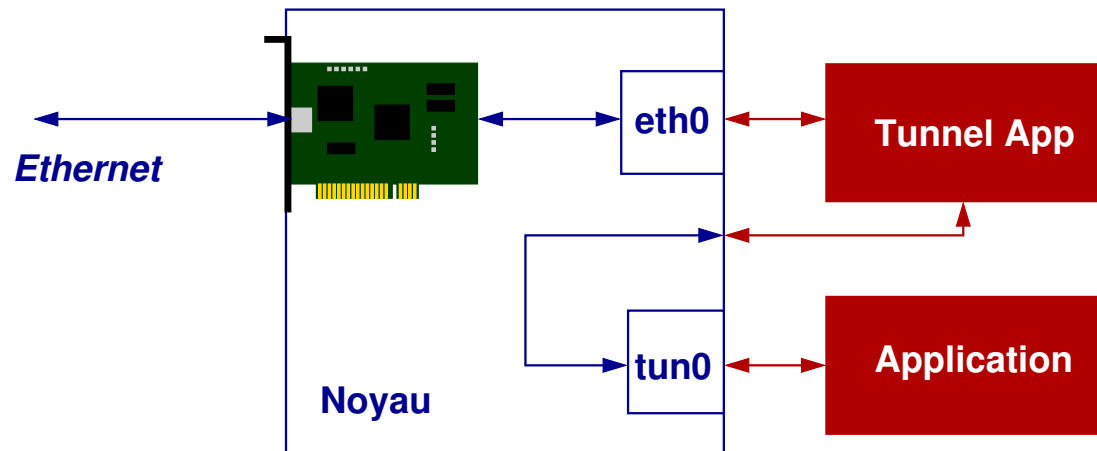 Ethernet
eth0
Tunnel App
tun0
Application
Noyau